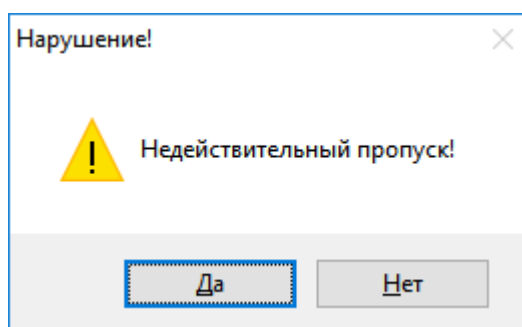 Нарушение!
Недействительный пропуск!
Да
Нет